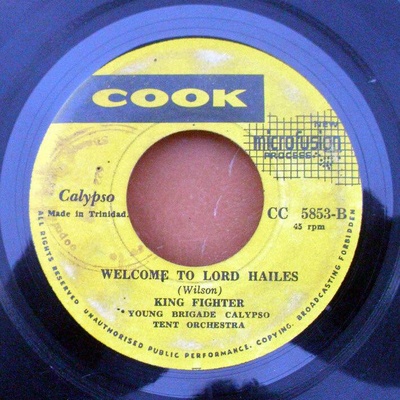 COOK
NEW
microfusion
PROCESS
Calypso
Made in Trinidad.
CC 5853-B
45 rpm
WELCOME TO LORD HAILES
(Wilson)
KING FIGHTER
YOUNG BRIGADE CALYPSO
TENT ORCHESTRA
ALL RIGHTS RESERVED UNAUTHORISED PUBLIC PERFORMANCE, COPYING, BROADCASTING FORBIDDEN